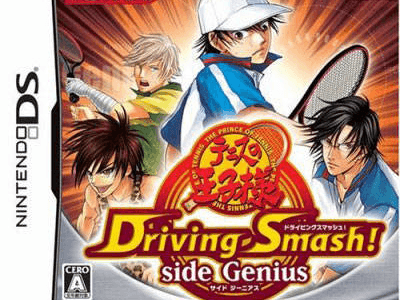 NINTENDO DS
THE PRINCE OF TENNIS
テニスの
王子様
ドライビングスマッシュ!
Driving Smash!
side Genius
サイド ジーニアス
CERO
A